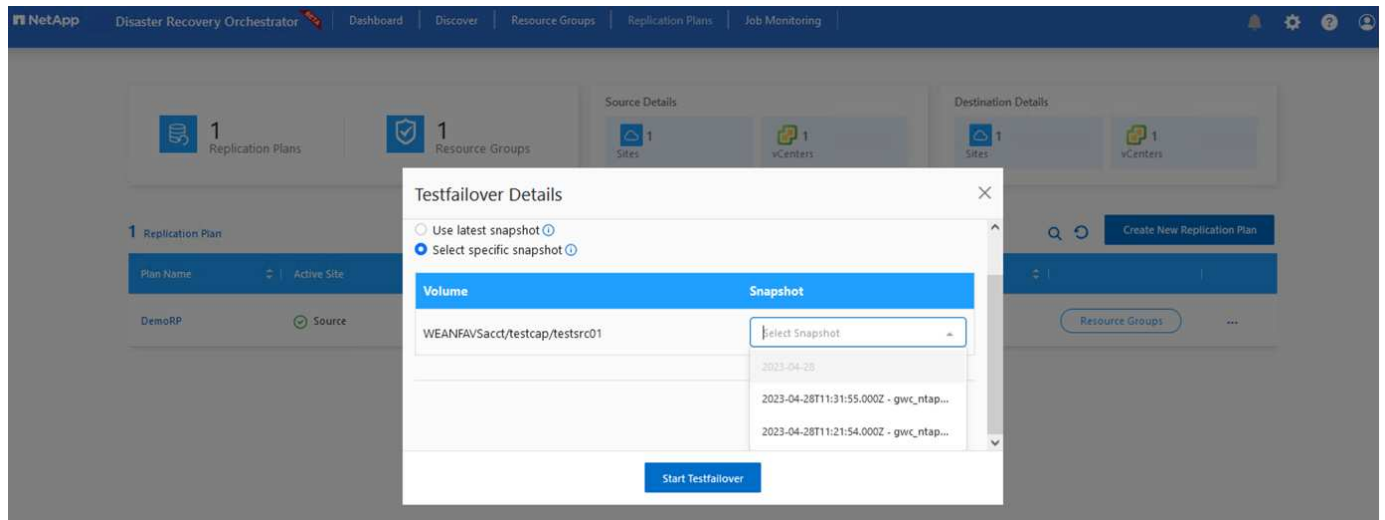 NetApp Disaster Recovery Orchestrator Dashboard Discover Resource Groups Replication Plans Job Monitoring
Source Details
Destination Details
1
Replication Plans
1
Resource Groups
1
Sites
1
vCenters
1
Sites
1
vCenters
Testfailover Details
Use latest snapshot
Select specific snapshot
1 Replication Plan
Create New Replication Plan
Plan Name Active Site
Volume Snapshot
DemoRP Source
WEANFAVSacct/testcap/testsrc01 Select Snapshot
Resource Groups ...
2023-04-28
2023-04-28T11:31:55.000Z - gwc_ntap...
2023-04-28T11:21:54.000Z - gwc_ntap...
Start Testfailover